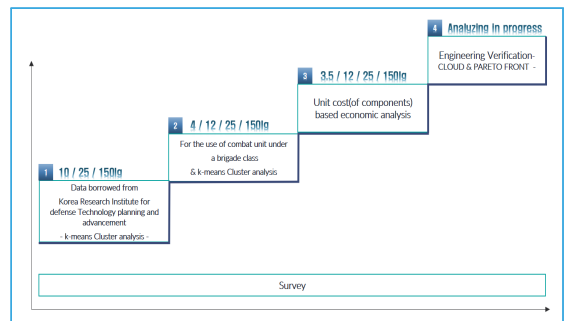 4 Analyzing in progress
Engineering Verification-
CLOUD & PARETO FRONT -
3 3.5 / 12 / 25 / 150lg
Unit cost(of components)
based economic analysis
2 4 / 12 / 25 / 150lg
For the use of combat unit under
a brigade class
& k-means Cluster analysis
1 10 / 25 / 150lg
Data borrowed from
Korea Research Institute for
defense Technology planning and
advancement
- k-means Cluster analysis -
Survey